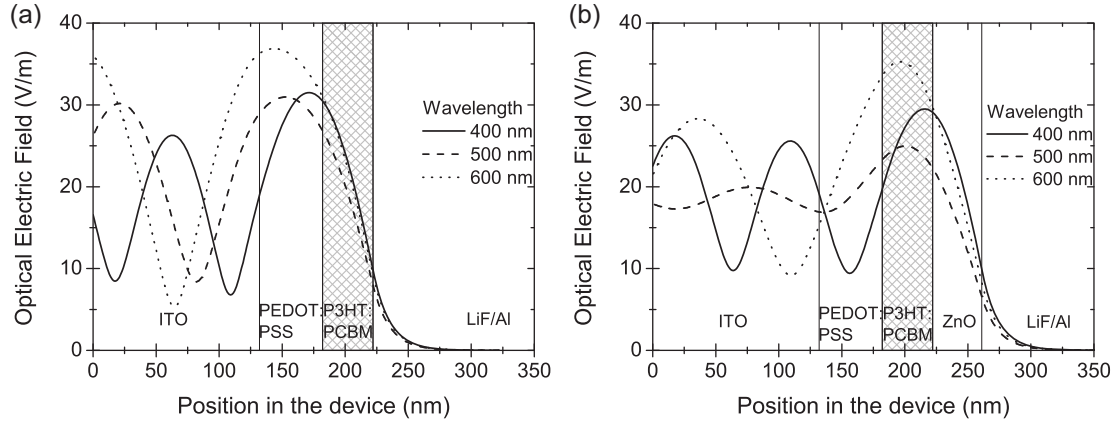 (a)
40
30
20
10
0
Optical Electric Field (V/m)
Wavelength
400 nm
500 nm
600 nm
ITO
PEDOT:
PSS
P3HT:
PCBM
LiF/Al
0 50 100 150 200 250 300 350
Position in the device (nm)
(b)
40
30
20
10
0
Optical Electric Field (V/m)
Wavelength
400 nm
500 nm
600 nm
ITO
PEDOT:
PSS
P3HT:
PCBM
ZnO
LiF/Al
0 50 100 150 200 250 300 350
Position in the device (nm)